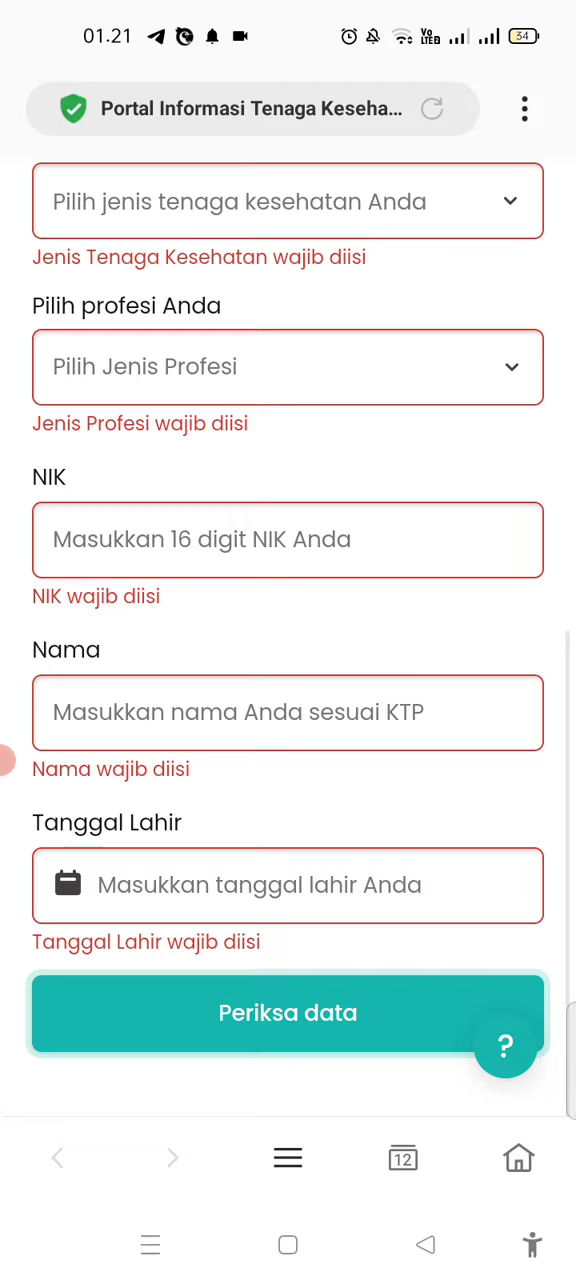 01.21
Vo LTEB
34
Portal Informasi Tenaga Keseha...
Pilih jenis tenaga kesehatan Anda
Jenis Tenaga Kesehatan wajib diisi
Pilih profesi Anda
Pilih Jenis Profesi
Jenis Profesi wajib diisi
NIK
Masukkan 16 digit NIK Anda
NIK wajib diisi
Nama
Masukkan nama Anda sesuai KTP
Nama wajib diisi
Tanggal Lahir
Masukkan tanggal lahir Anda
Tanggal Lahir wajib diisi
Periksa data
?
12